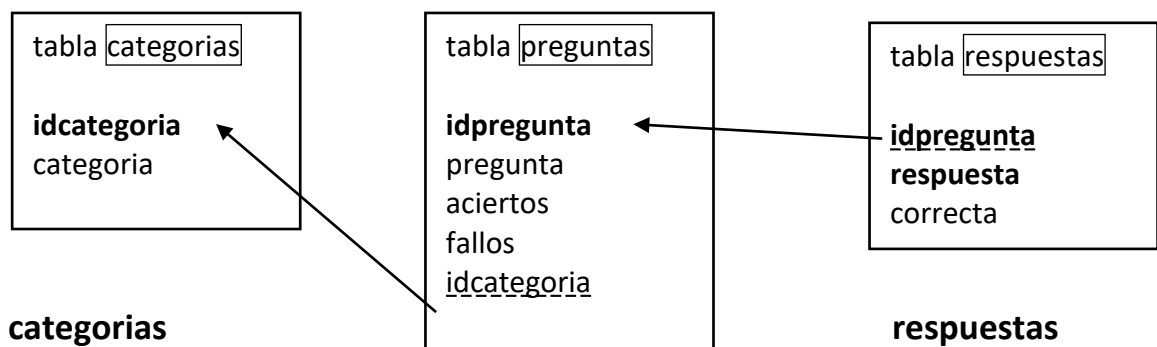 tabla categorias
idcategoria
categoria
tabla preguntas
idpregunta
pregunta
aciertos
fallos
idcategoria
tabla respuestas
idpregunta
respuesta
correcta
categorias
respuestas